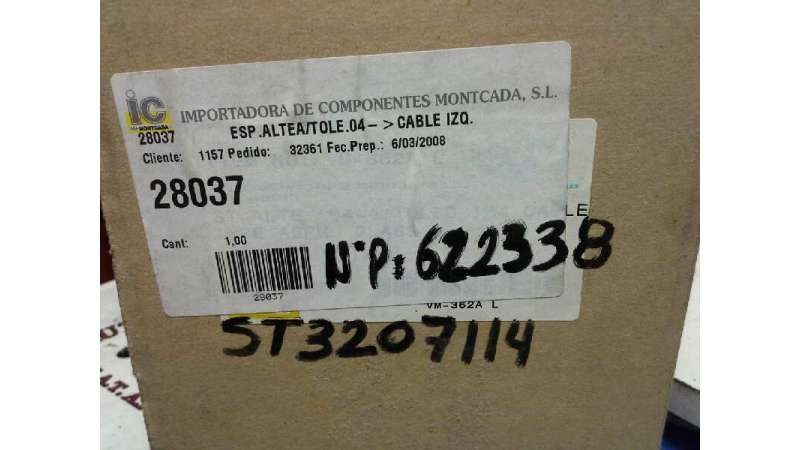 ic
MONTCADA
IMPORTADORA DE COMPONENTES MONTCADA, S.L.
28037
ESP.ALTEA/TOLE.04-> CABLE IZQ.
Cliente: 1157 Pedido: 32361 Fec.Prep.: 6/03/2008
28037
Cant: 1,00
28037
NºP: 622338
VM-362A L
ST3207114